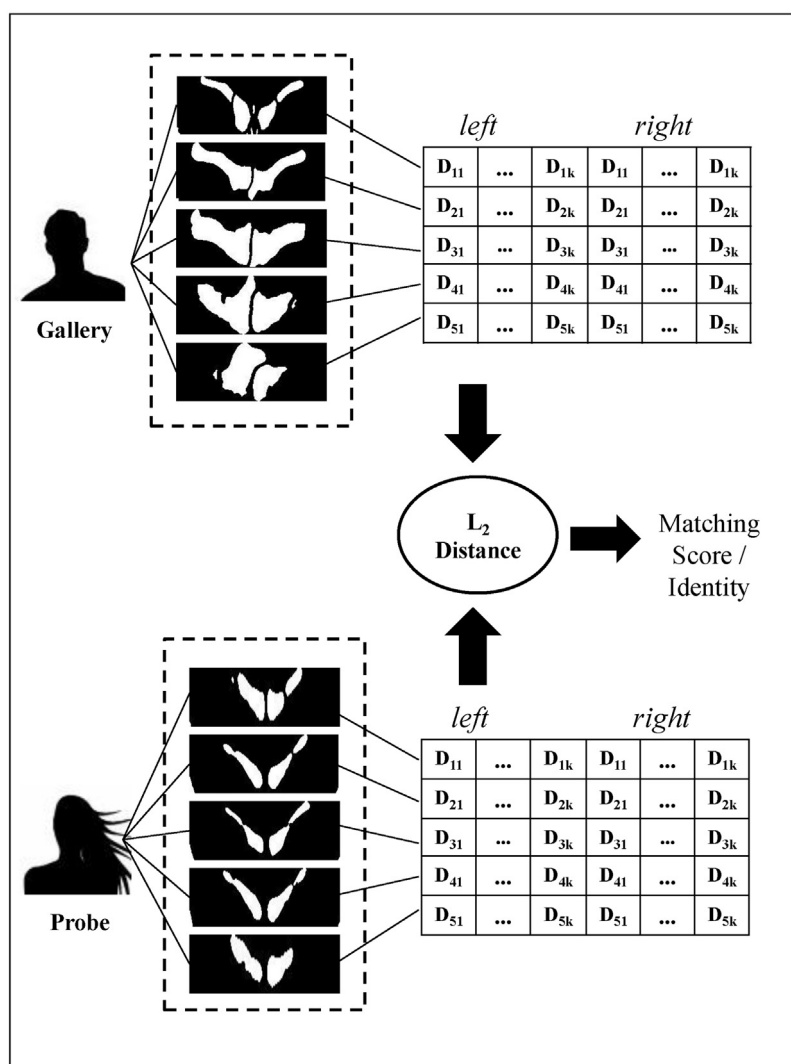 left right
D11 ... D1k D11 ... D1k
D21 ... D2k D21 ... D2k
D31 ... D3k D31 ... D3k
D41 ... D4k D41 ... D4k
D51 ... D5k D51 ... D5k
Gallery
L2
Distance
Matching
Score /
Identity
left right
D11 ... D1k D11 ... D1k
D21 ... D2k D21 ... D2k
D31 ... D3k D31 ... D3k
D41 ... D4k D41 ... D4k
D51 ... D5k D51 ... D5k
Probe